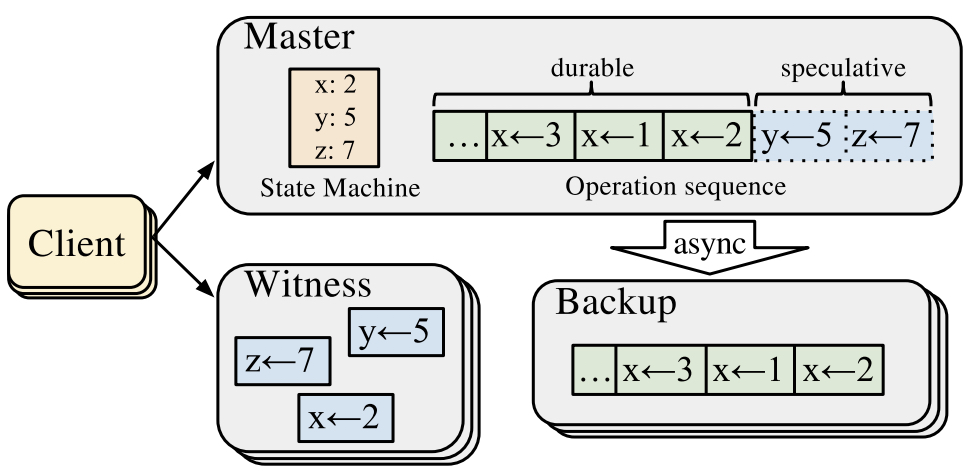 Master
x: 2
y: 5
z: 7
State Machine
durable
speculative
... x←3 x←1 x←2 y←5 z←7
Operation sequence
Client
async
Witness
y←5
z←7
x←2
Backup
... x←3 x←1 x←2